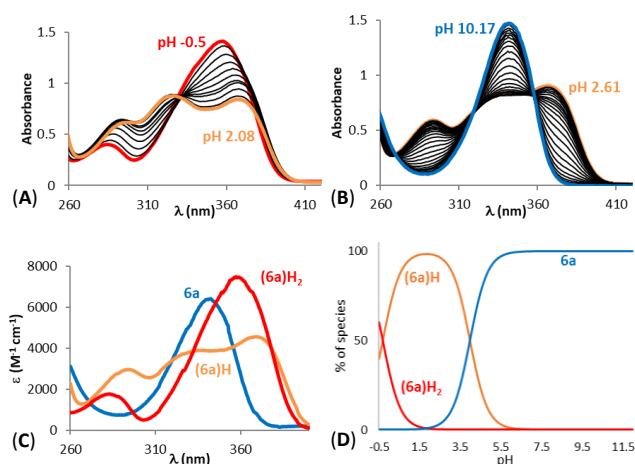 1.5
1
0.5
0
Absorbance
pH -0.5
pH 2.08
260 310 360 410
λ (nm)
(A)
1.5
1
0.5
0
Absorbance
pH 10.17
pH 2.61
260 310 360 410
λ (nm)
(B)
8000
6000
4000
2000
0
ε (M⁻¹ cm⁻¹)
6a
(6a)H₂
(6a)H
260 310 360
λ (nm)
(C)
100
50
0
% of species
(6a)H
6a
(6a)H₂
-0.5 1.5 3.5 5.5 7.5 9.5 11.5
pH
(D)